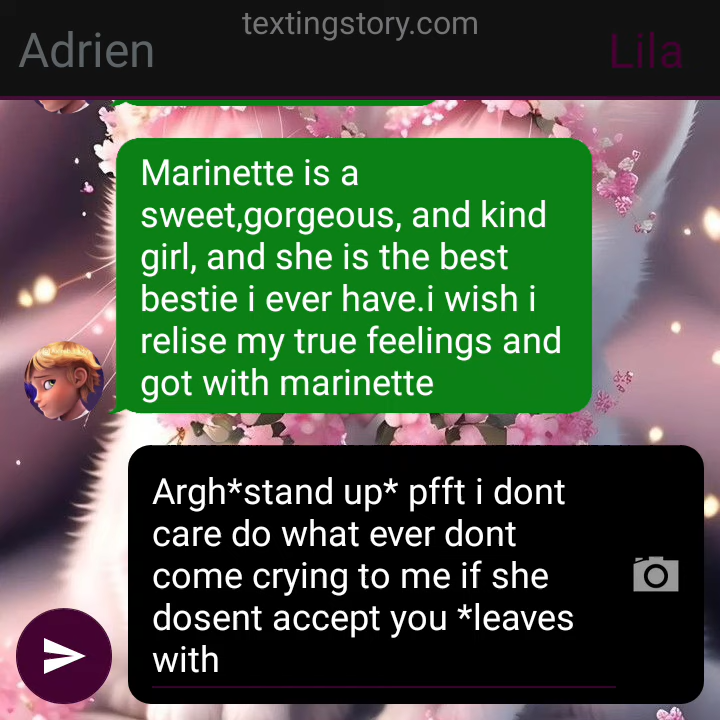 textingstory.com
Adrien
Lila
Marinette is a
sweet,gorgeous, and kind
girl, and she is the best
bestie i ever have.i wish i
relise my true feelings and
got with marinette
Argh*stand up* pfft i dont
care do what ever dont
come crying to me if she
dosent accept you *leaves
with